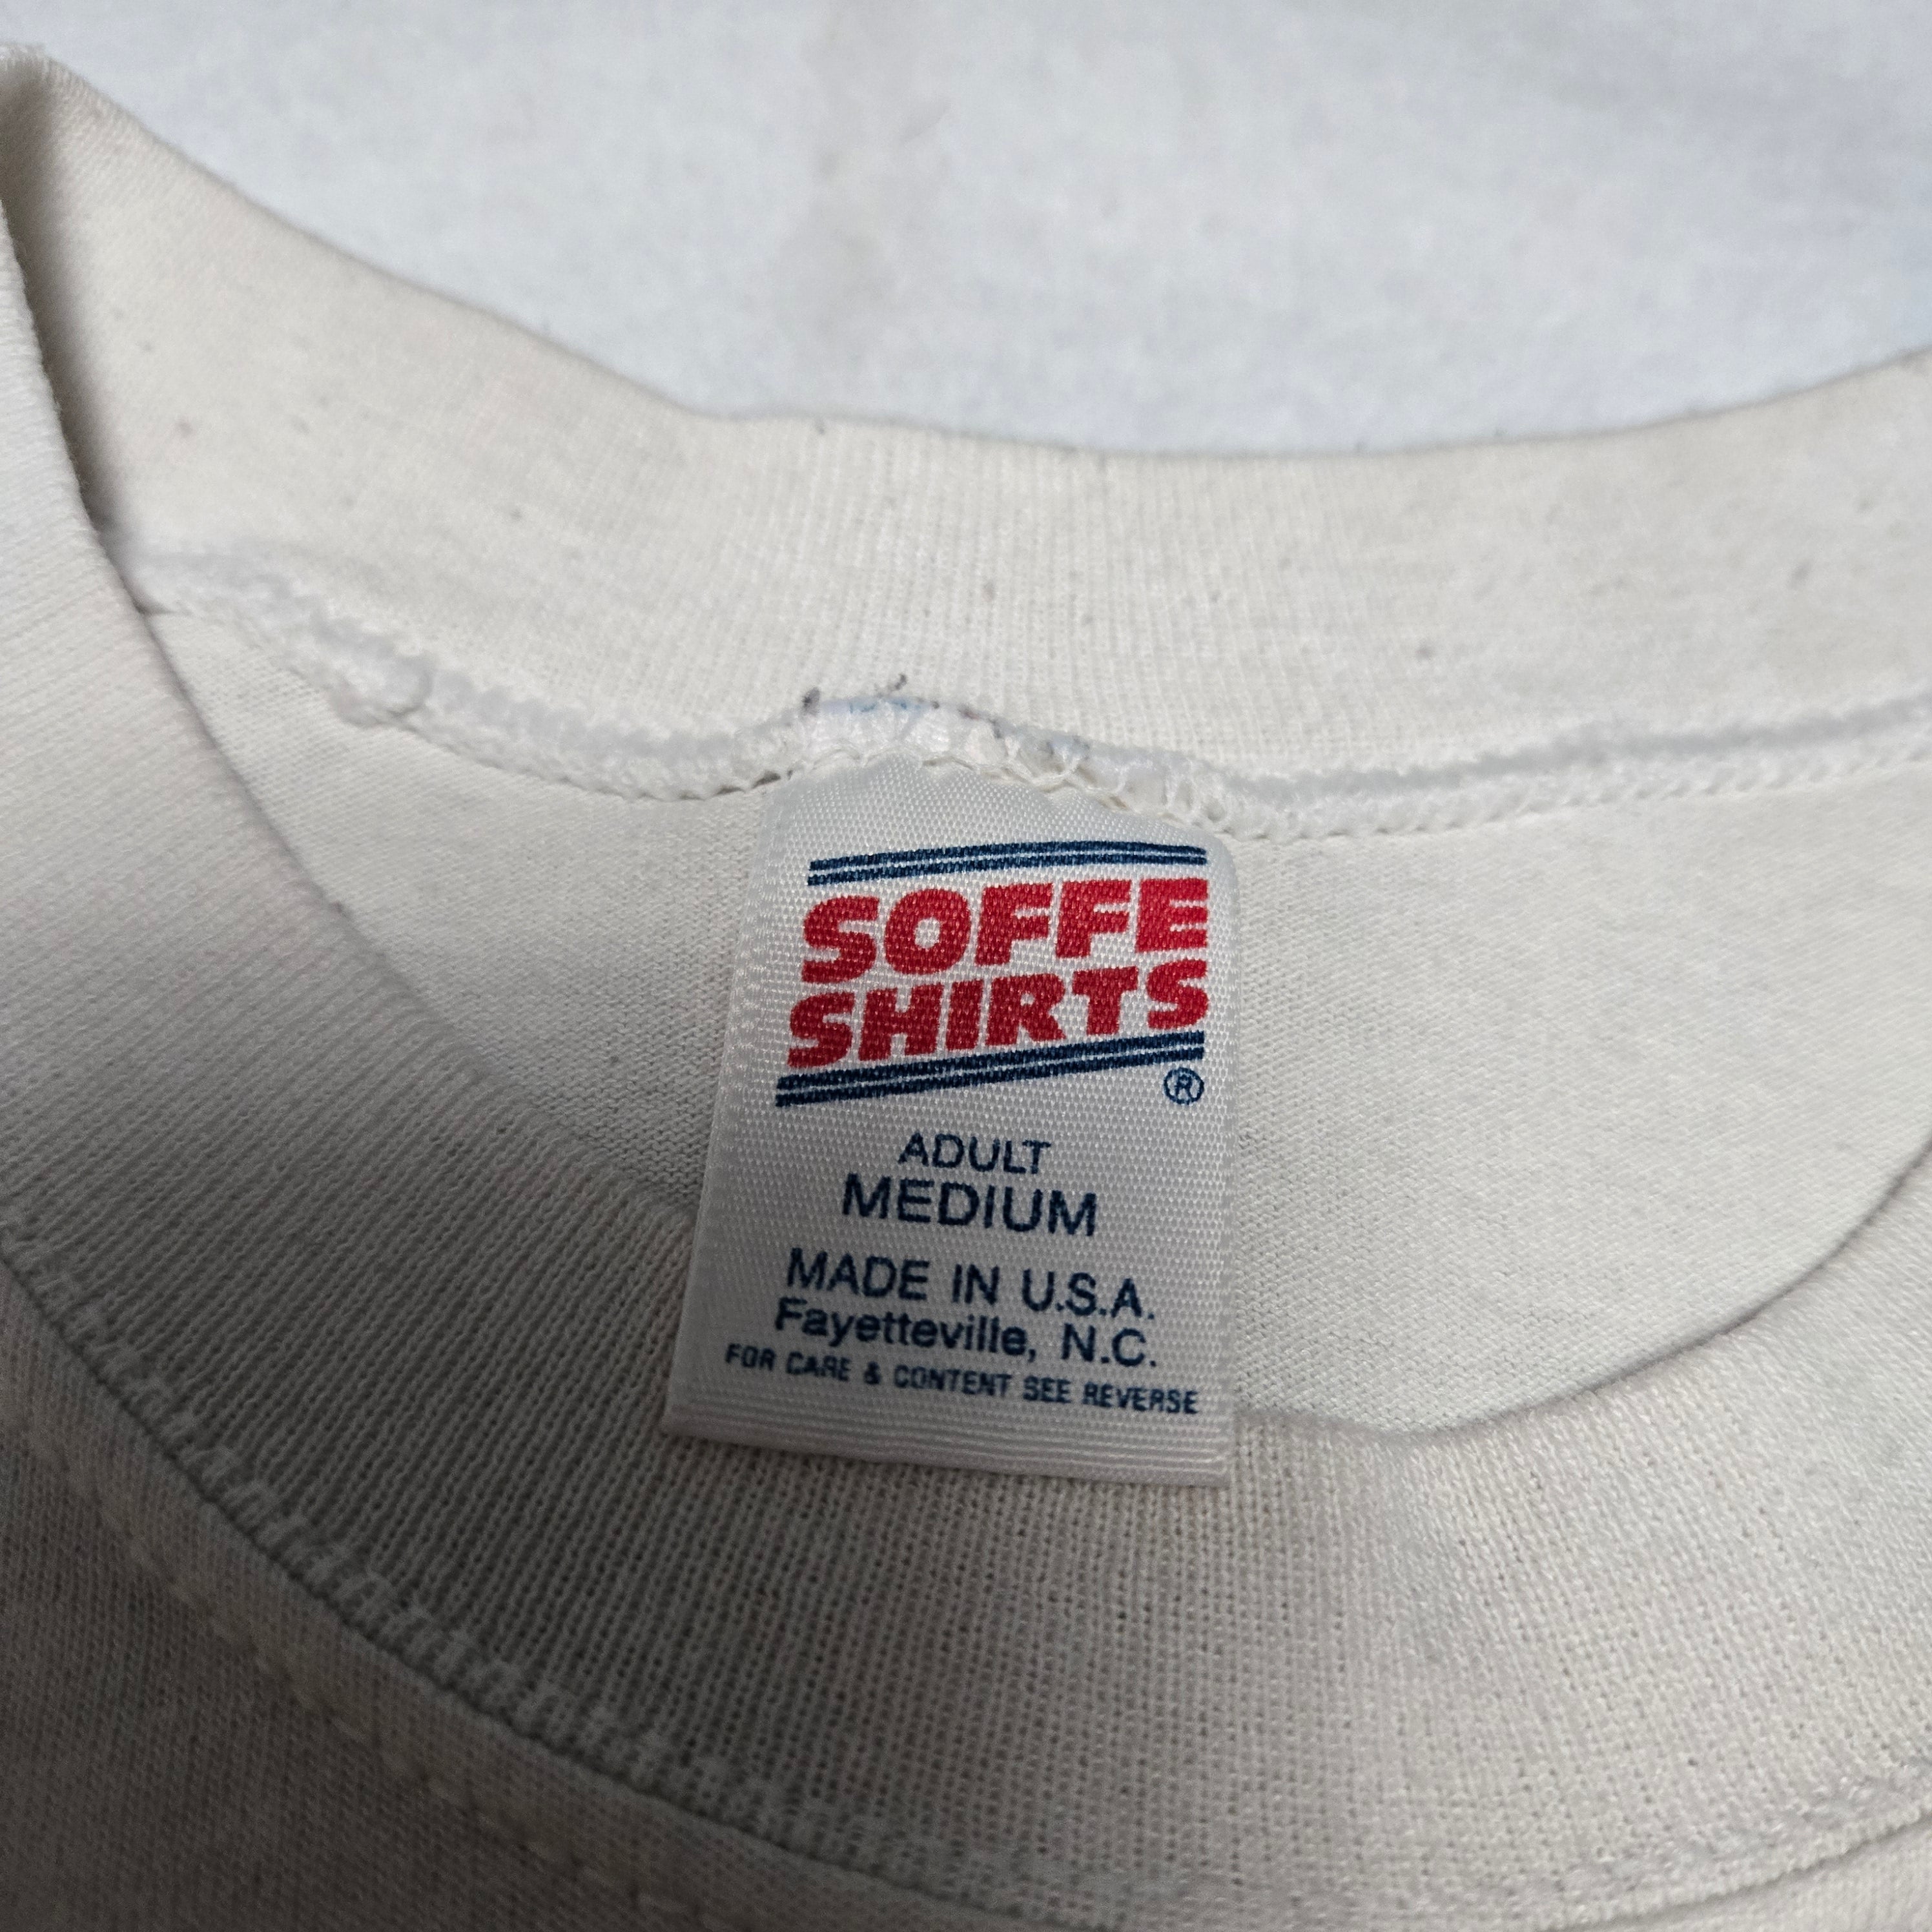 SOFFE
SHIRTS
®
ADULT
MEDIUM
MADE IN U.S.A.
Fayetteville, N.C.
FOR CARE & CONTENT SEE REVERSE